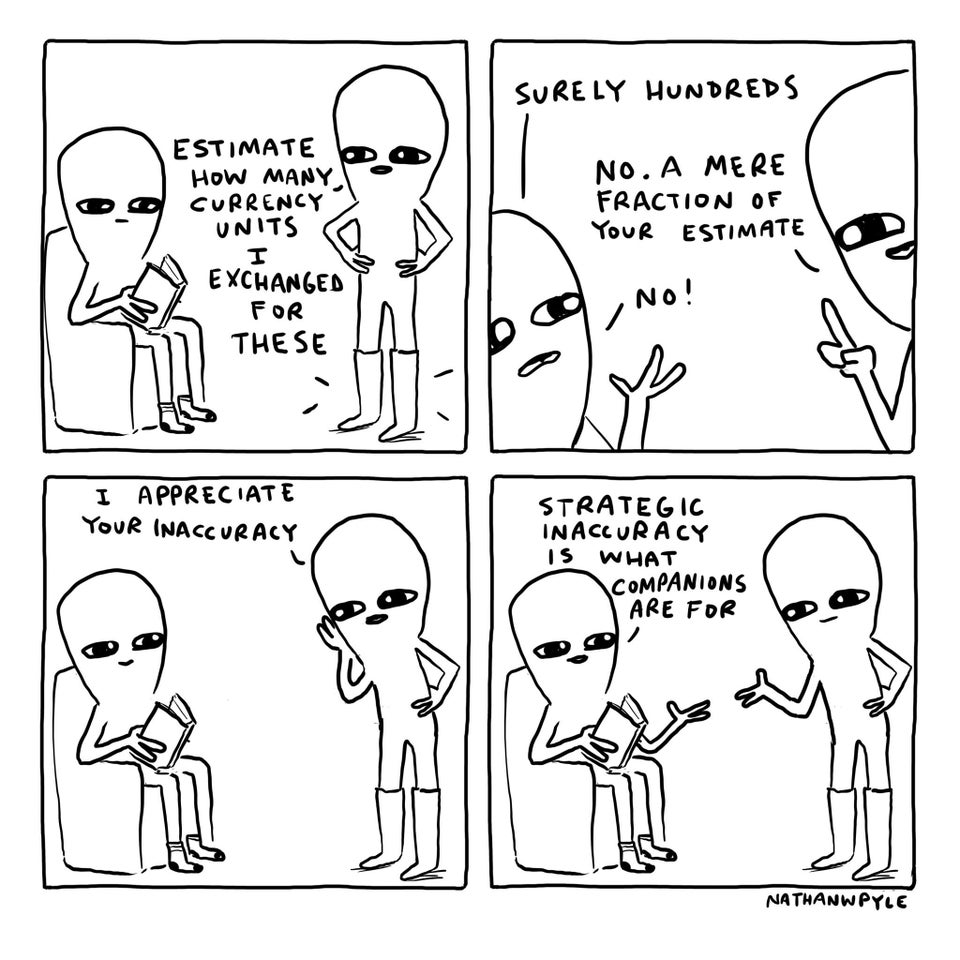 ESTIMATE
HOW MANY
CURRENCY
UNITS
I
EXCHANGED
FOR
THESE
SURELY HUNDREDS
NO. A MERE
FRACTION OF
YOUR ESTIMATE
NO!
I APPRECIATE
YOUR INACCURACY
STRATEGIC
INACCURACY
IS WHAT
COMPANIONS
ARE FOR
NATHANWPYLE